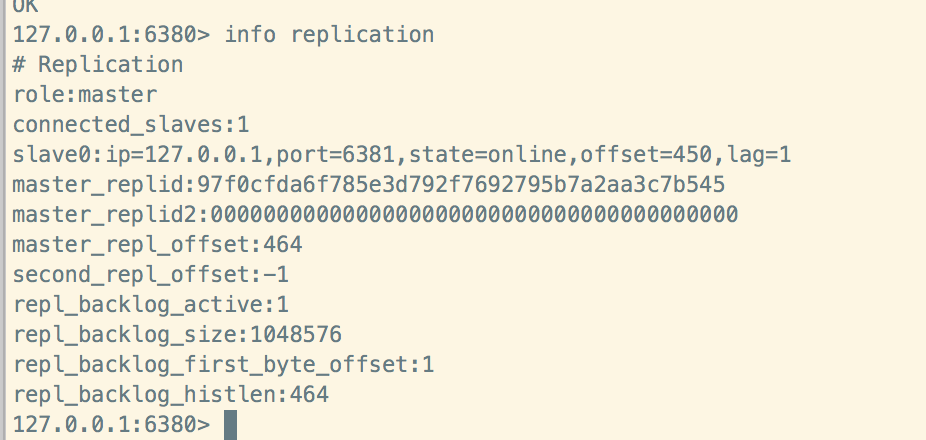 OK
127.0.0.1:6380> info replication
# Replication
role:master
connected_slaves:1
slave0:ip=127.0.0.1,port=6381,state=online,offset=450,lag=1
master_replid:97f0cfda6f785e3d792f7692795b7a2aa3c7b545
master_replid2:0000000000000000000000000000000000000000
master_repl_offset:464
second_repl_offset:-1
repl_backlog_active:1
repl_backlog_size:1048576
repl_backlog_first_byte_offset:1
repl_backlog_histlen:464
127.0.0.1:6380>